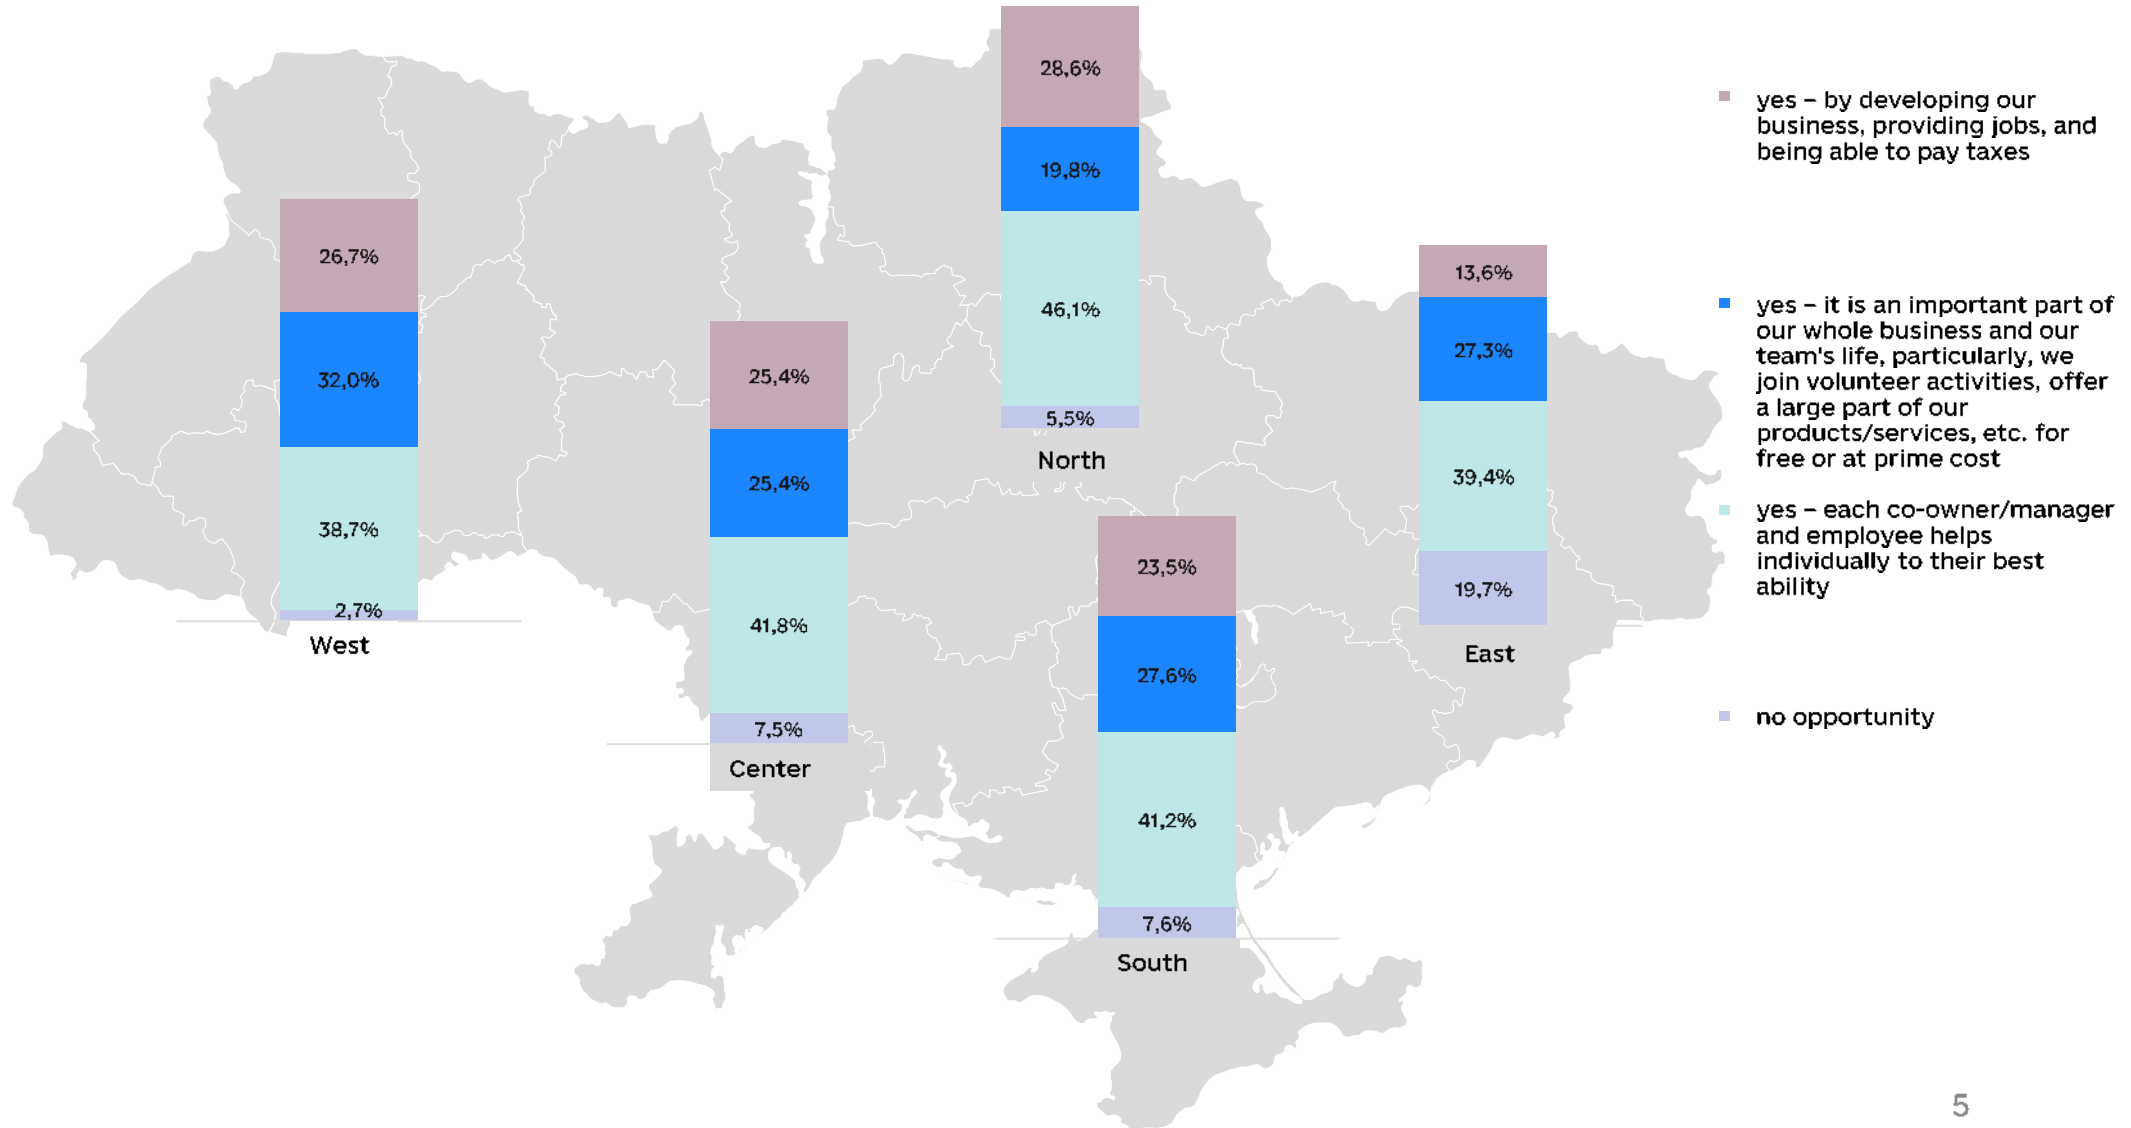 28,6%
19,8%
46,1%
5,5%
North
26,7%
32,0%
38,7%
2,7%
West
25,4%
25,4%
41,8%
7,5%
Center
23,5%
27,6%
41,2%
7,6%
South
13,6%
27,3%
39,4%
19,7%
East
yes – by developing our
business, providing jobs, and
being able to pay taxes
yes – it is an important part of
our whole business and our
team's life, particularly, we
join volunteer activities, offer
a large part of our
products/services, etc. for
free or at prime cost
yes – each co-owner/manager
and employee helps
individually to their best
ability
no opportunity
5